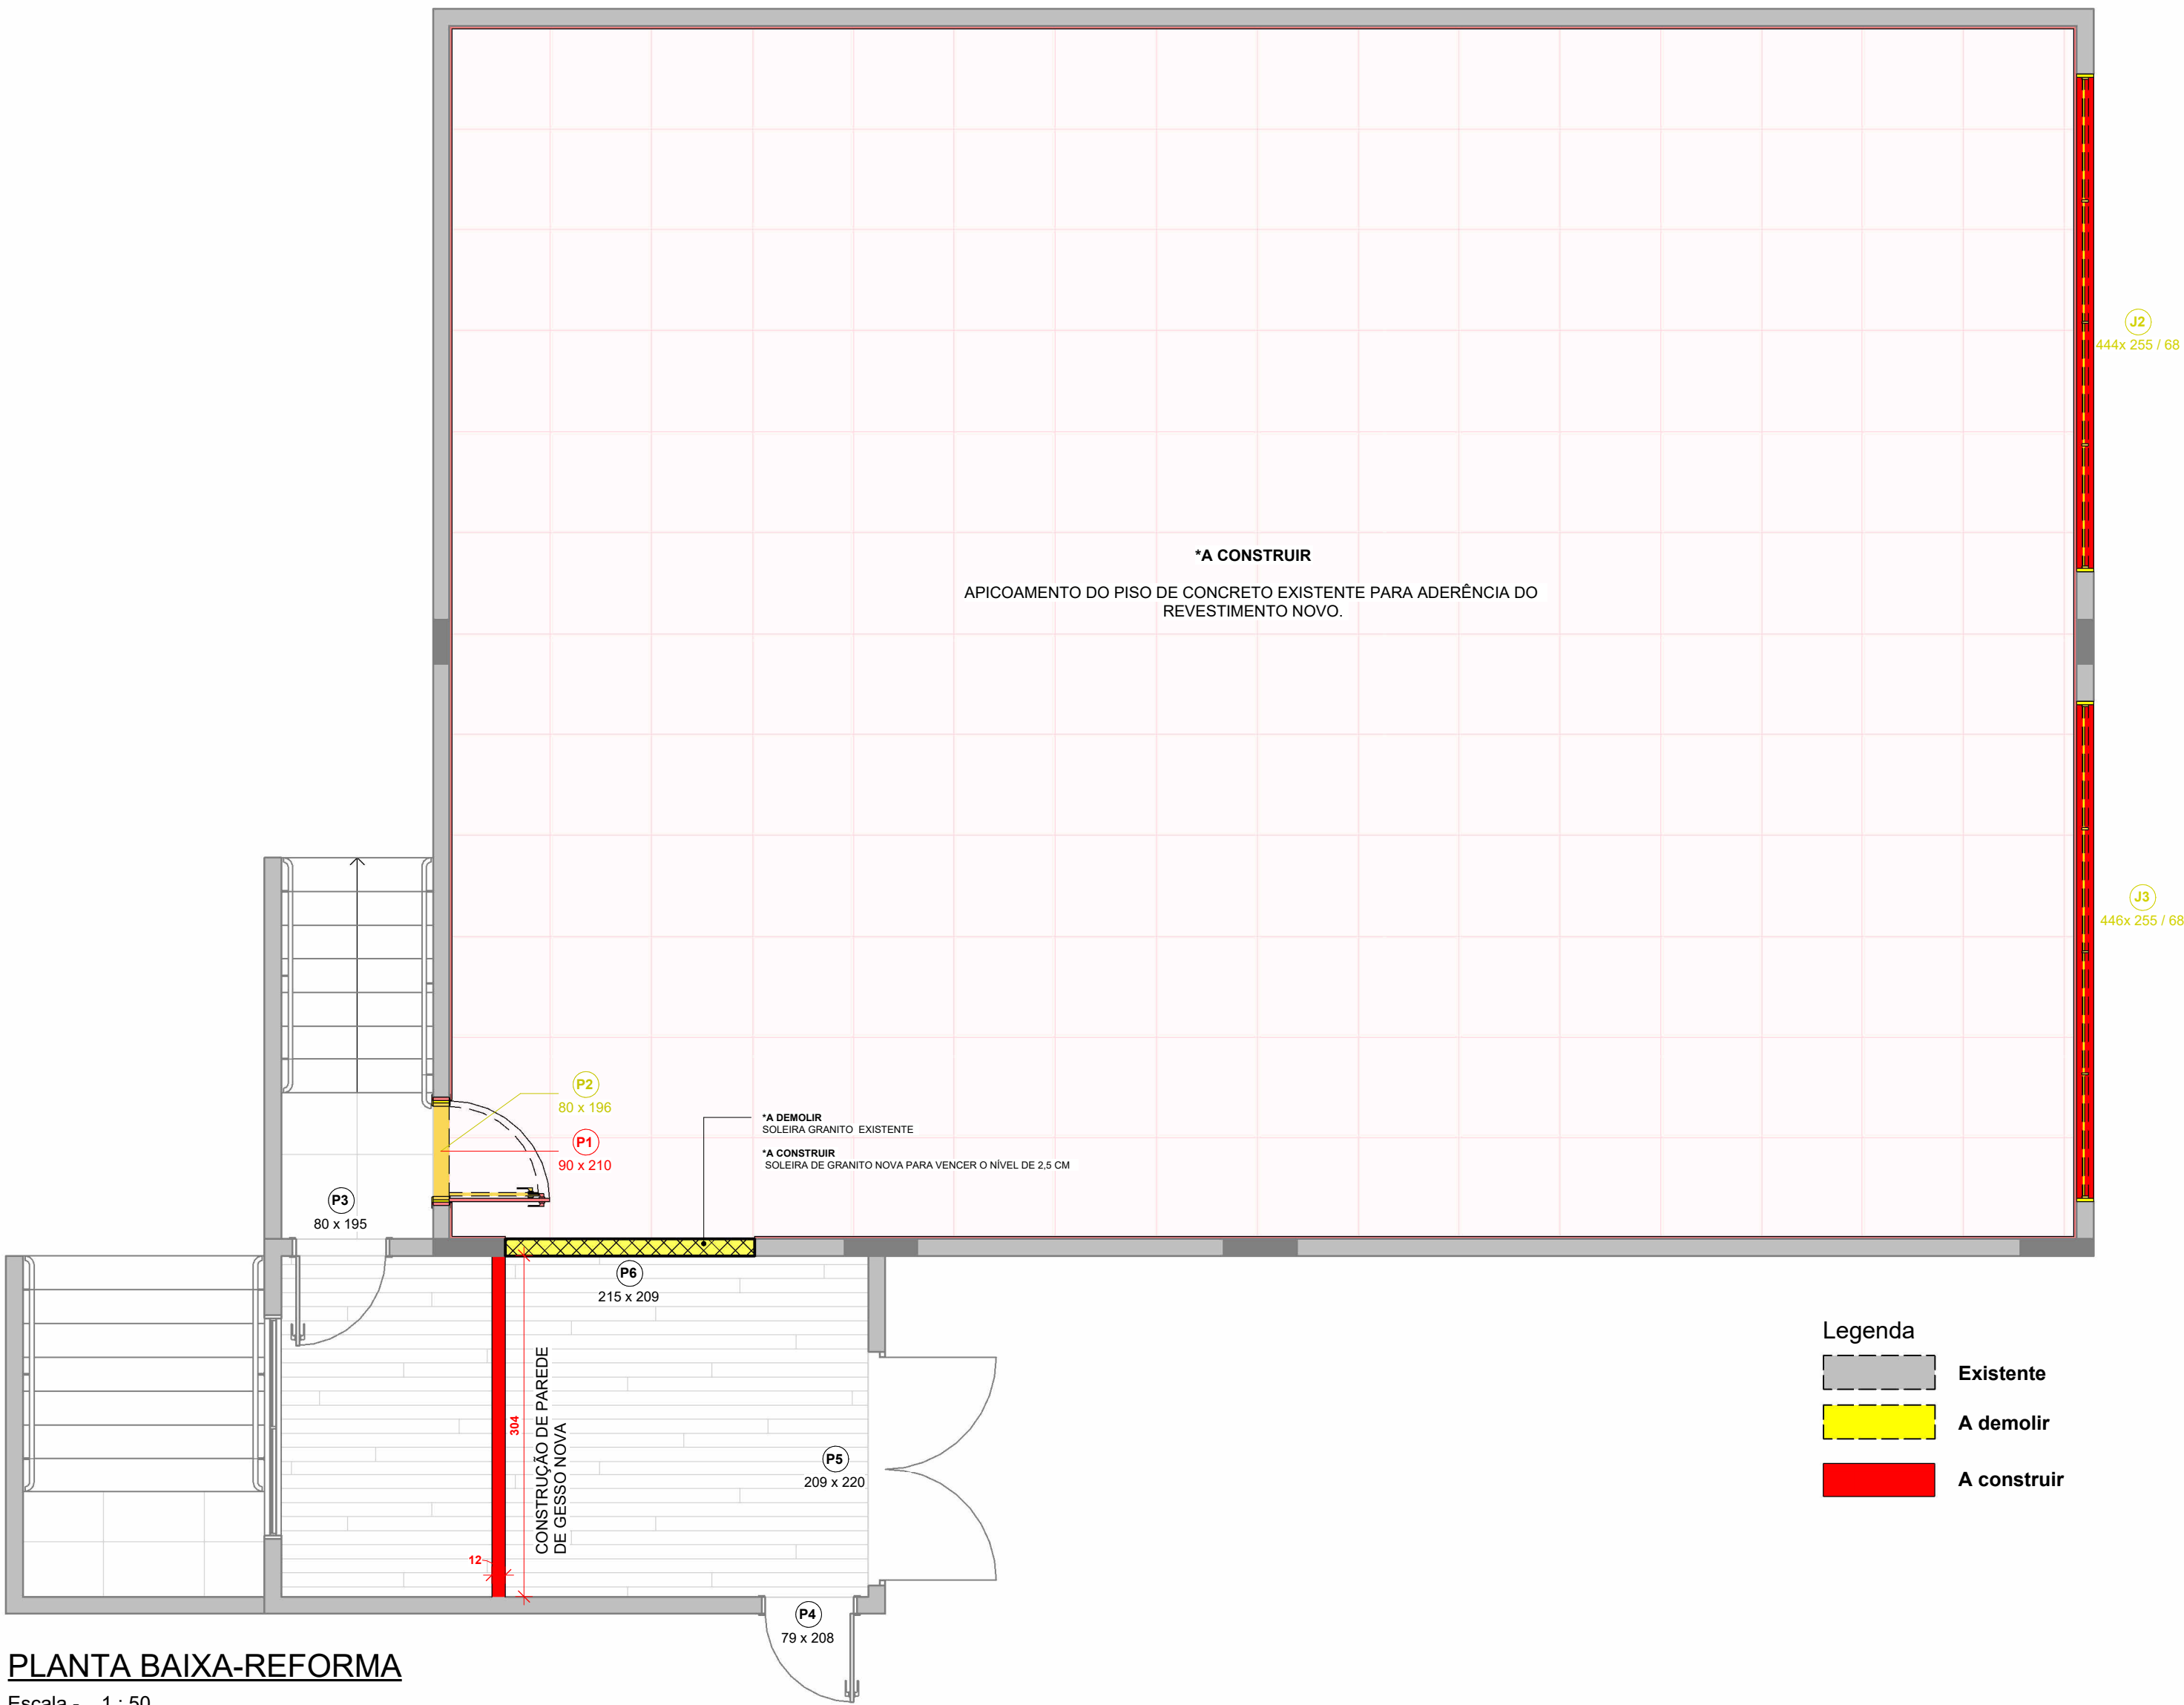 *A CONSTRUIR
APICOAMENTO DO PISO DE CONCRETO EXISTENTE PARA ADERÊNCIA DO
REVESTIMENTO NOVO.
J2
444x 255 / 68
J3
446x 255 / 68
P2
80 x 196
P1
90 x 210
*A DEMOLIR
SOLEIRA GRANITO EXISTENTE
*A CONSTRUIR
SOLEIRA DE GRANITO NOVA PARA VENCER O NÍVEL DE 2,5 CM
P3
80 x 195
P6
215 x 209
304
CONSTRUÇÃO DE PAREDE
DE GESSO NOVA
12
P5
209 x 220
P4
79 x 208
Legenda
Existente
A demolir
A construir
PLANTA BAIXA-REFORMA
Escala - 1 : 50